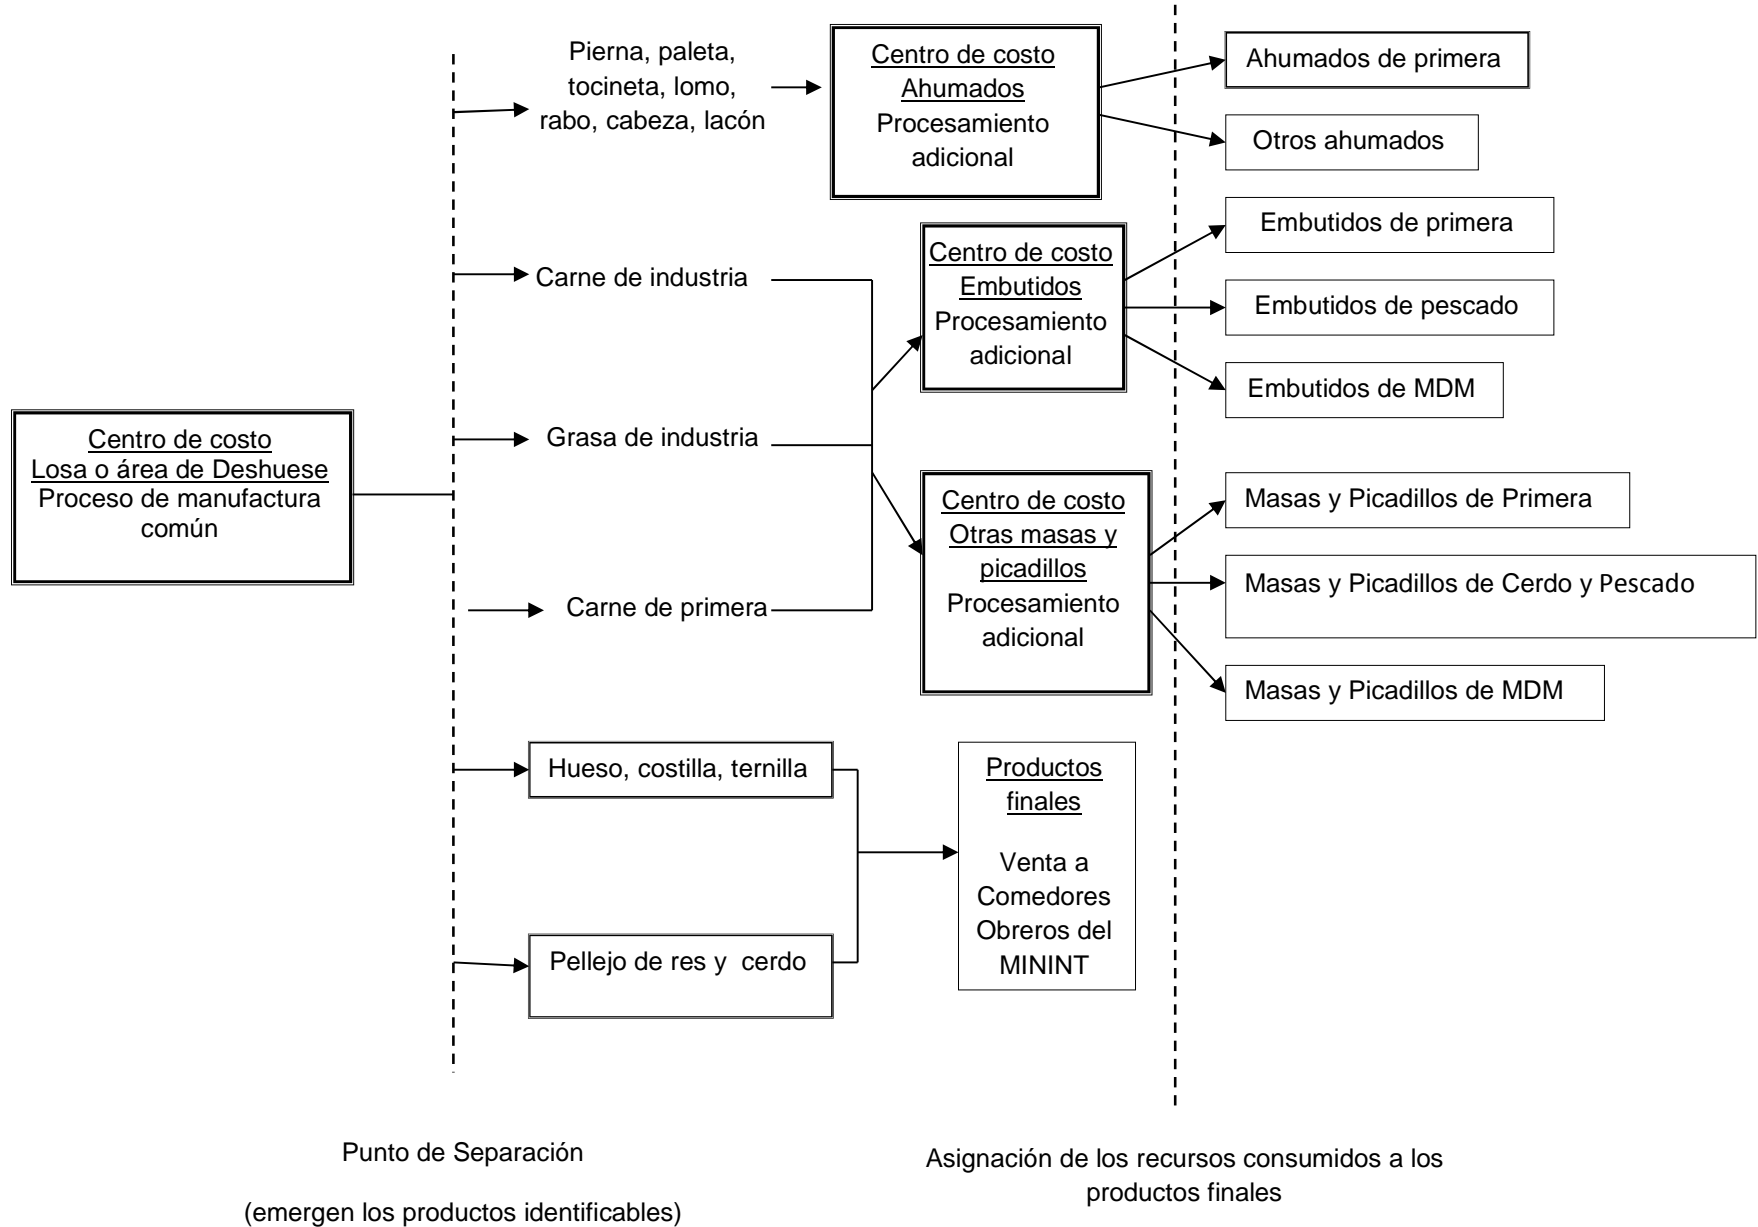 Pierna, paleta,
tocineta, lomo,
rabo, cabeza, lacón
Centro de costo
Ahumados
Procesamiento
adicional
Ahumados de primera
Otros ahumados
Carne de industria
Centro de costo
Embutidos
Procesamiento
adicional
Embutidos de primera
Embutidos de pescado
Embutidos de MDM
Centro de costo
Losa o área de Deshuese
Proceso de manufactura
común
Grasa de industria
Carne de primera
Centro de costo
Otras masas y
picadillos
Procesamiento
adicional
Masas y Picadillos de Primera
Masas y Picadillos de Cerdo y Pescado
Masas y Picadillos de MDM
Hueso, costilla, ternilla
Pellejo de res y  cerdo
Productos
finales
Venta a
Comedores
Obreros del
MININT
Punto de Separación
(emergen los productos identificables)
Asignación de los recursos consumidos a los
productos finales